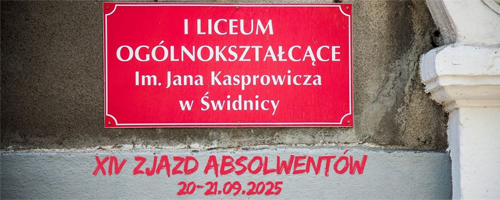 I LICEUM
OGÓLNOKSZTAŁCĄCE
Im. Jana Kasprowicza
w Świdnicy
XIV ZJAZD ABSOLWENTÓW
20-21.09.2025